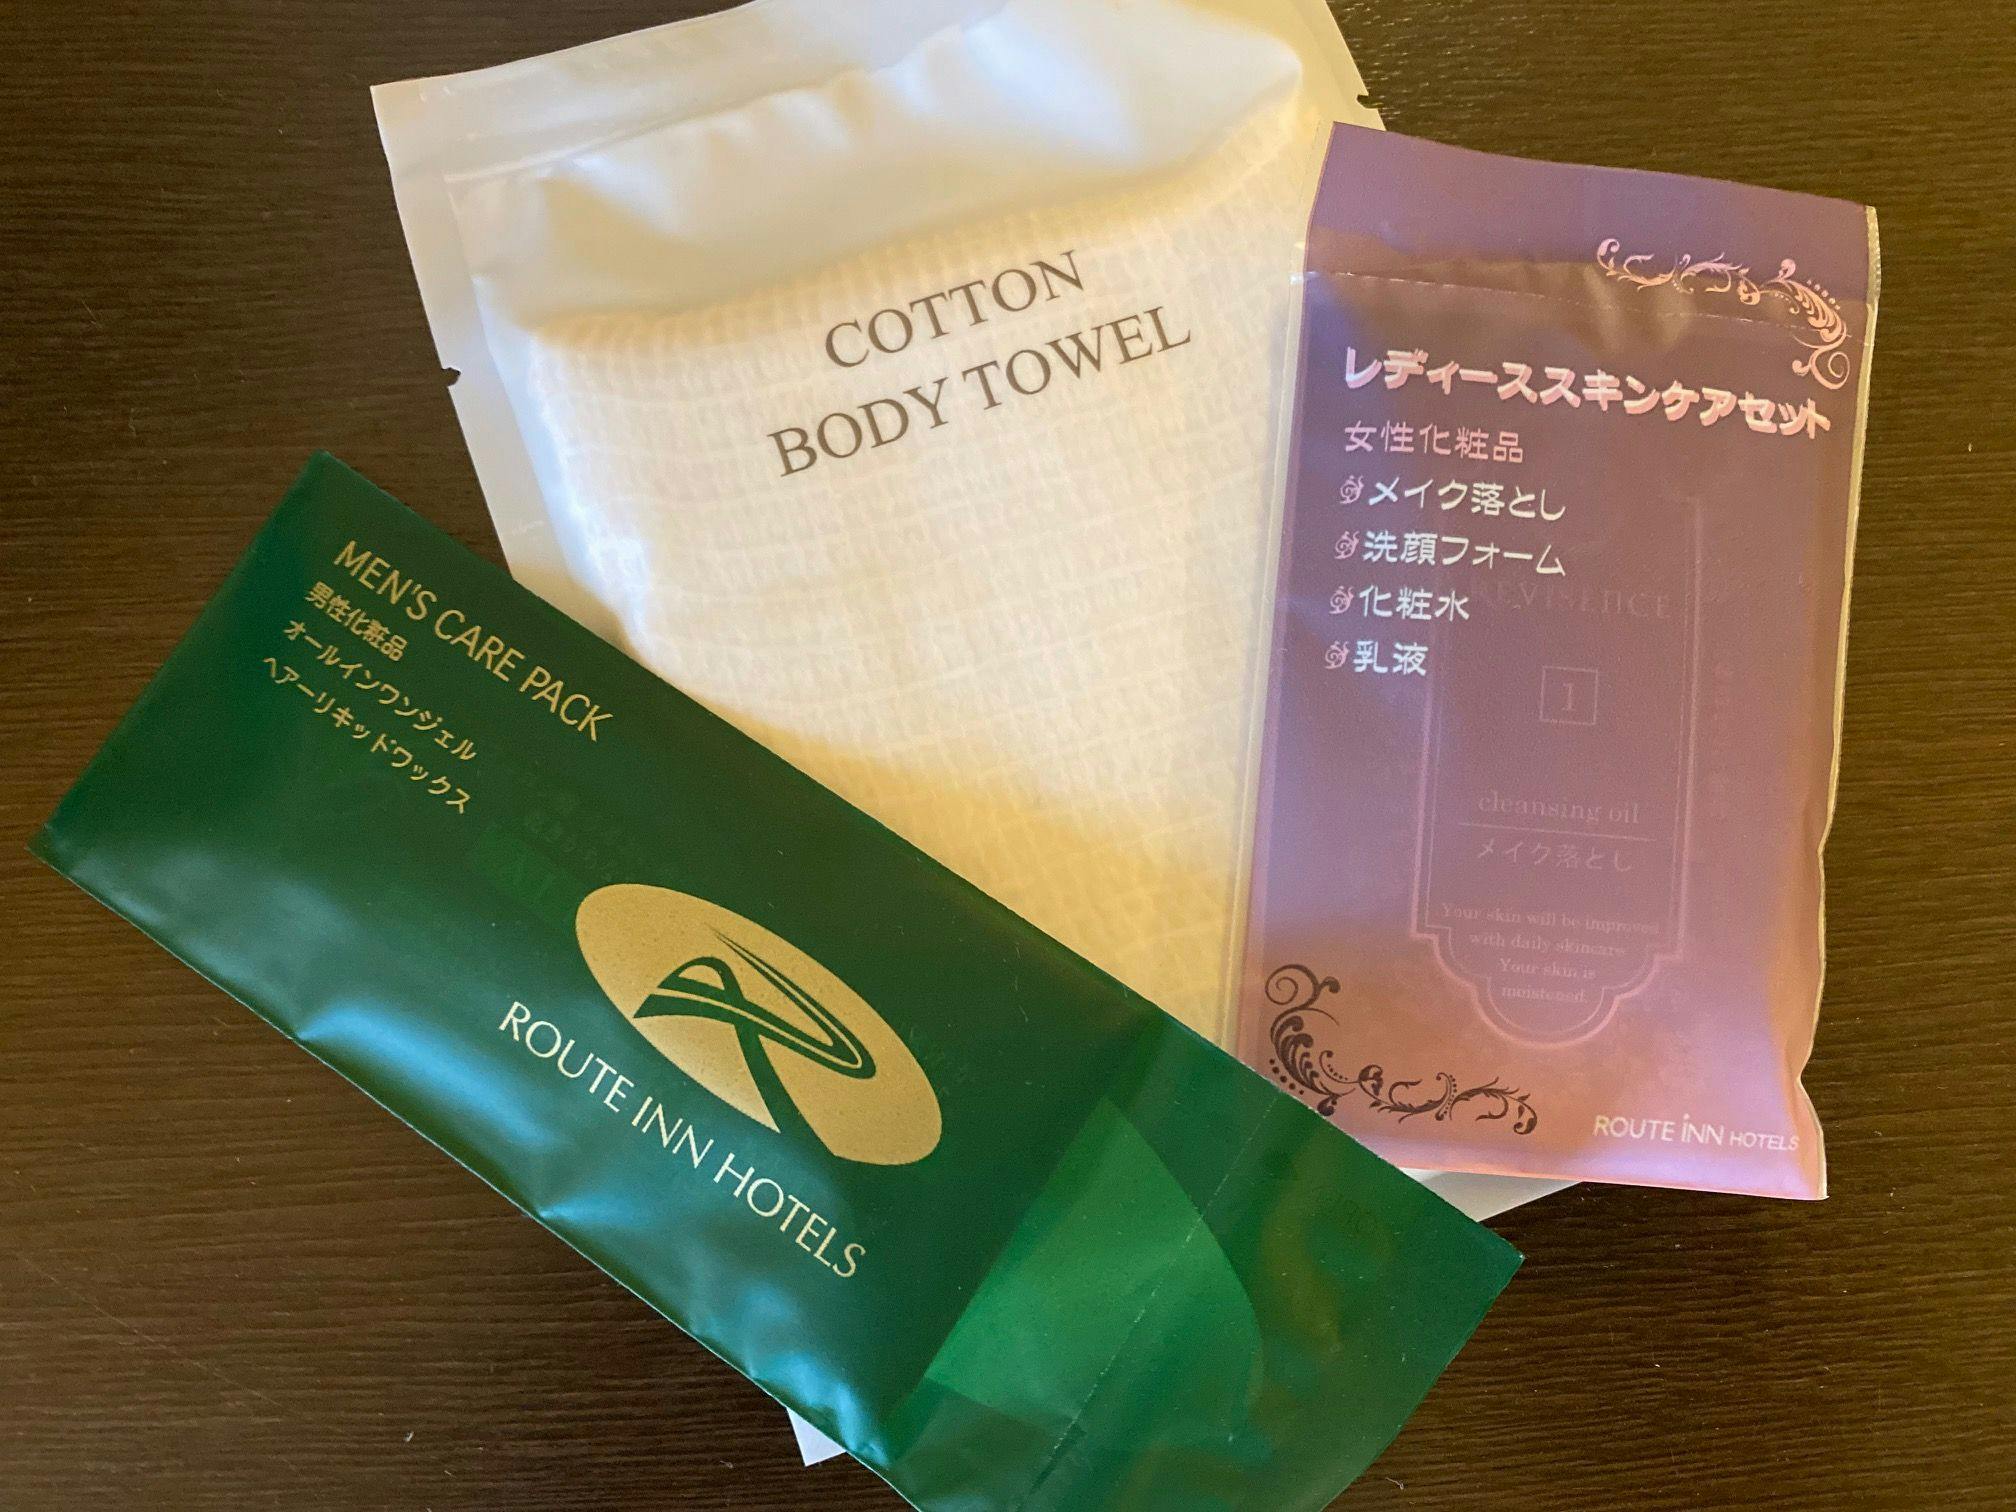 COTTON
BODY TOWEL
レディーススキンケアセット
女性化粧品
メイク落とし
洗顔フォーム
化粧水
乳液
1
cleansing oil
メイク落とし
Your skin will be improved
with daily skincare
Your skin is
moistened.
ROUTE INN HOTELS
MEN'S CARE PACK
男性化粧品
オールインワンジェル
ヘアーリキッドワックス
ROUTE INN HOTELS